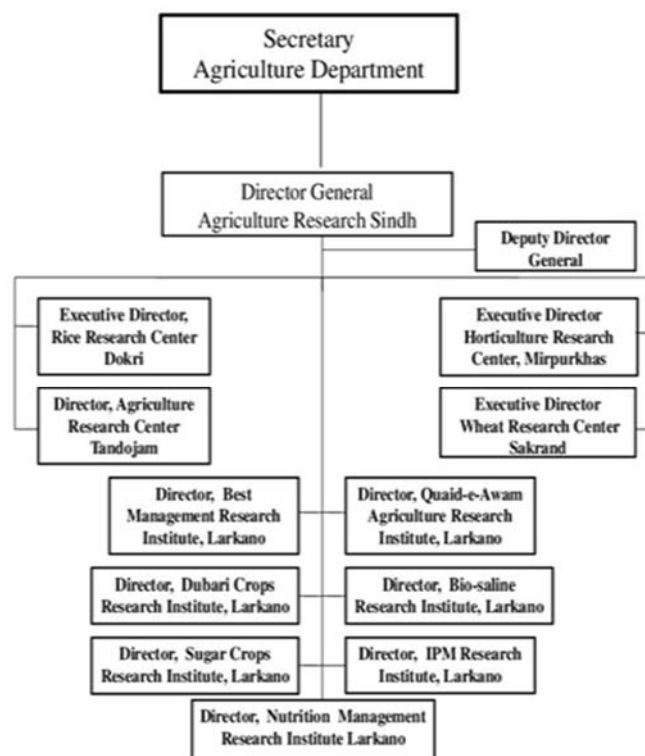 Secretary
Agriculture Department
Director General
Agriculture Research Sindh
Deputy Director
General
Executive Director,
Rice Research Center
Dokri
Executive Director
Horticulture Research
Center, Mirpurkhas
Director, Agriculture
Research Center
Tandojam
Executive Director
Wheat Research Center
Sakrand
Director, Best
Management Research
Institute, Larkano
Director, Quaid-e-Awam
Agriculture Research
Institute, Larkano
Director, Dubari Crops
Research Institute, Larkano
Director, Bio-saline
Research Institute, Larkano
Director, Sugar Crops
Research Institute, Larkano
Director, IPM Research
Institute, Larkano
Director, Nutrition Management
Research Institute Larkano